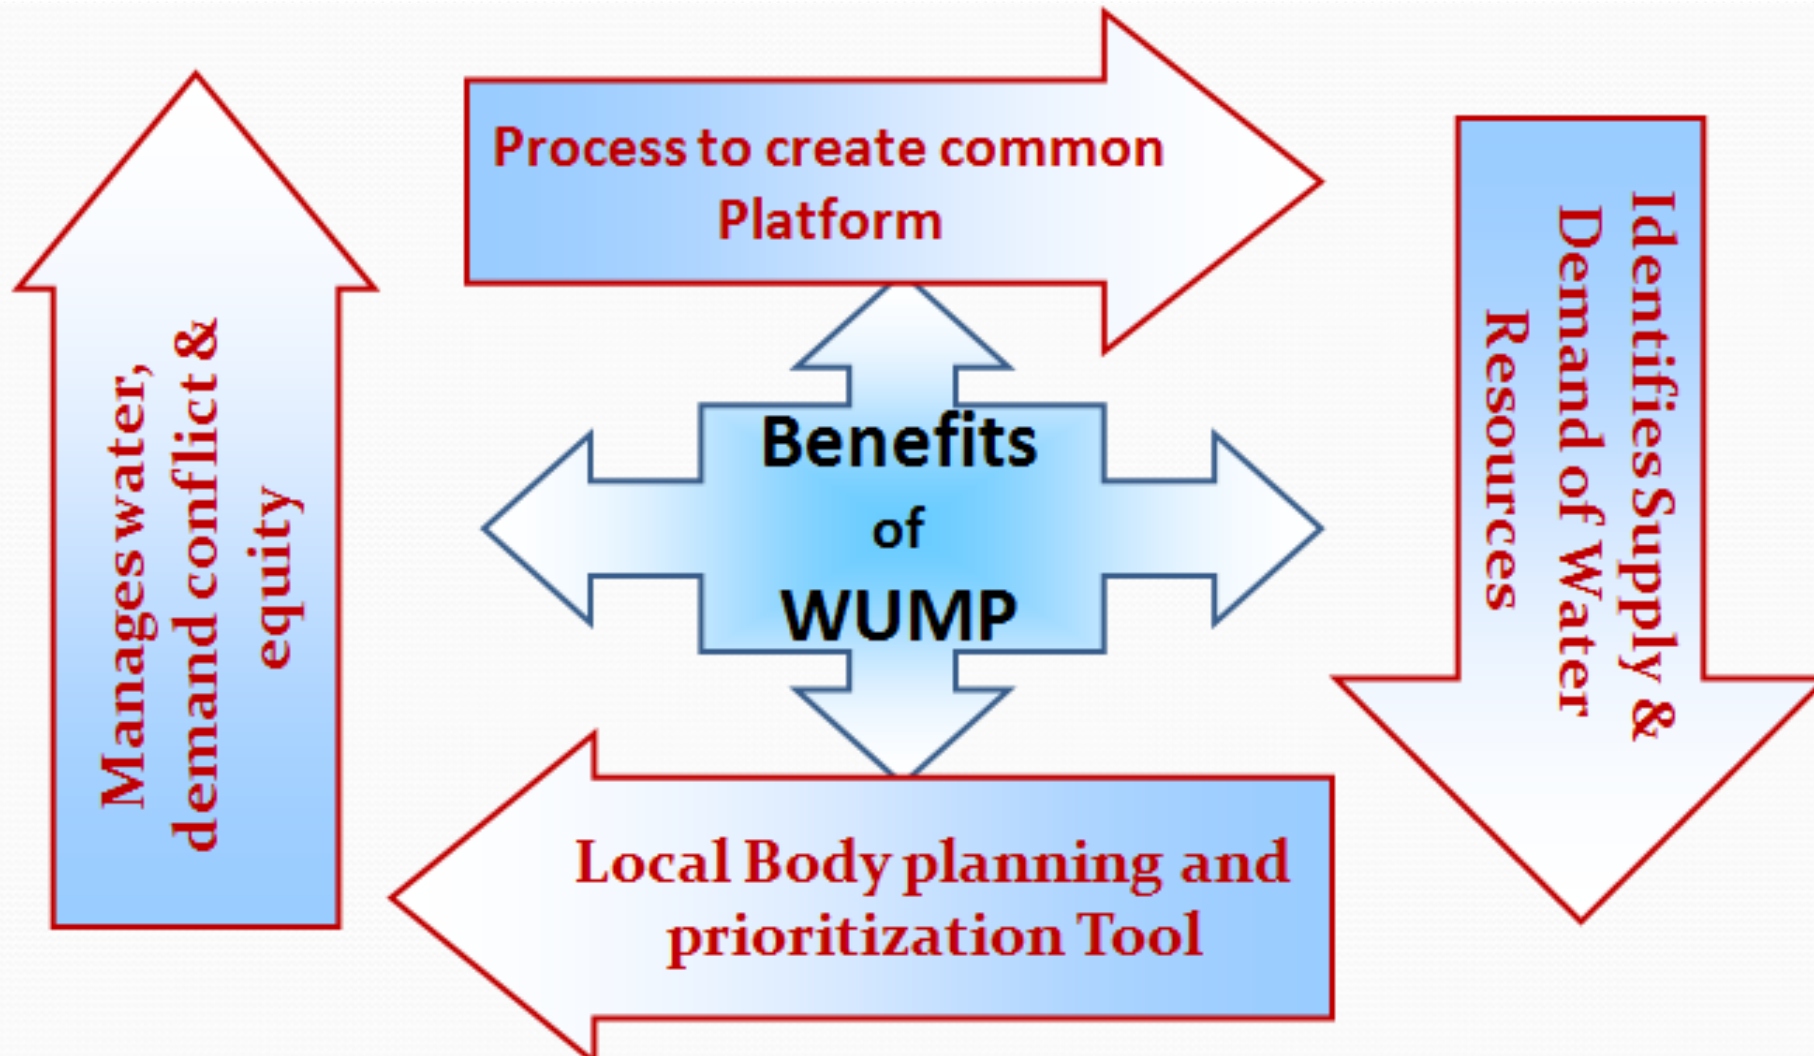 Process to create common
Platform
Identifies Supply &
Demand of Water
Resources
Benefits
of
WUMP
Manages water,
demand conflict &
equity
Local Body planning and
prioritization Tool